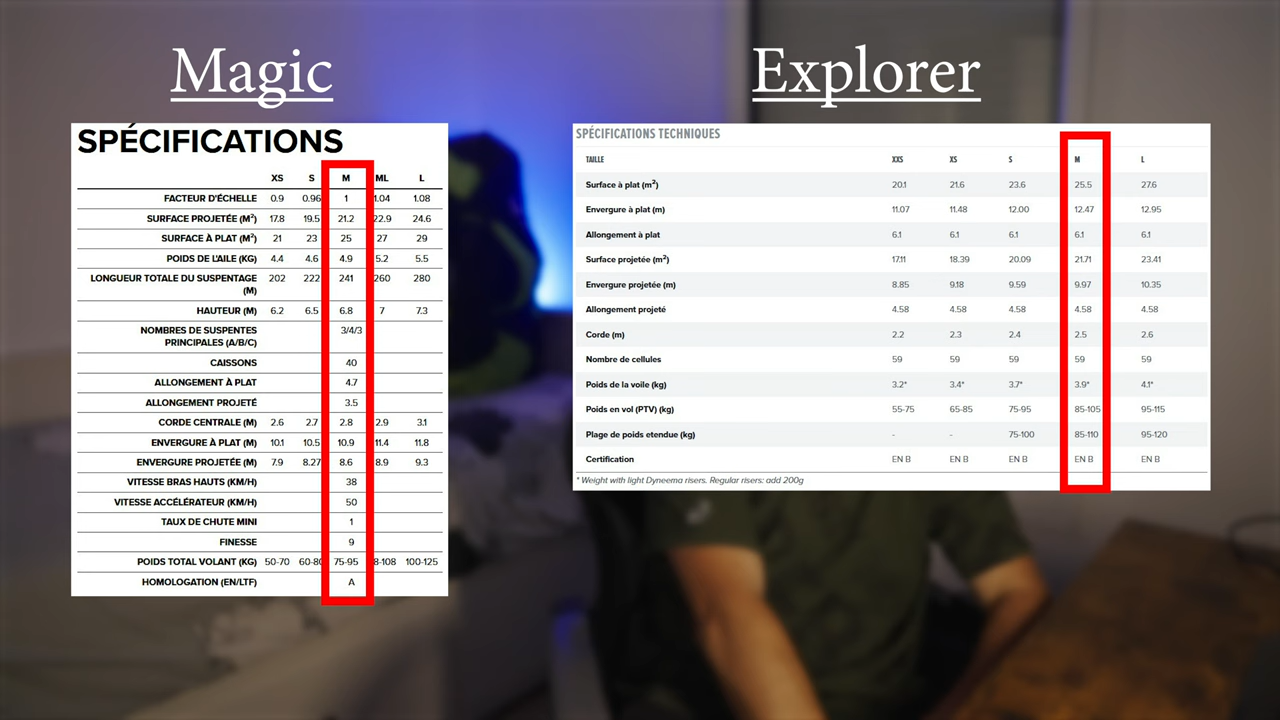 Magic
SPÉCIFICATIONS
XS S M ML L
FACTEUR D'ÉCHELLE 0.9 0.96 1 1.04 1.08
SURFACE PROJETÉE (M²) 17.8 19.5 21.2 22.9 24.6
SURFACE À PLAT (M²) 21 23 25 27 29
POIDS DE L'AILE (KG) 4.4 4.6 4.9 5.2 5.5
LONGUEUR TOTALE DU SUSPENTAGE 202 222 241 260 280
(M)
HAUTEUR (M) 6.2 6.5 6.8 7 7.3
NOMBRES DE SUSPENTES 3/4/3
PRINCIPALES (A/B/C)
CAISSONS 40
ALLONGEMENT À PLAT 4.7
ALLONGEMENT PROJETÉ 3.5
CORDE CENTRALE (M) 2.6 2.7 2.8 2.9 3.1
ENVERGURE À PLAT (M) 10.1 10.5 10.9 11.4 11.8
ENVERGURE PROJETÉE (M) 7.9 8.27 8.6 8.9 9.3
VITESSE BRAS HAUTS (KM/H) 38
VITESSE ACCÉLÉRATEUR (KM/H) 50
TAUX DE CHUTE MINI 1
FINESSE 9
POIDS TOTAL VOLANT (KG) 50-70 60-80 75-95 8-108 100-125
HOMOLOGATION (EN/LTF) A
Explorer
SPÉCIFICATIONS TECHNIQUES
TAILLE XXS XS S M L
Surface à plat (m²) 20.1 21.6 23.6 25.5 27.6
Envergure à plat (m) 11.07 11.48 12.00 12.47 12.95
Allongement à plat 6.1 6.1 6.1 6.1 6.1
Surface projetée (m²) 17.11 18.39 20.09 21.71 23.41
Envergure projetée (m) 8.85 9.18 9.59 9.97 10.35
Allongement projeté 4.58 4.58 4.58 4.58 4.58
Corde (m) 2.2 2.3 2.4 2.5 2.6
Nombre de cellules 59 59 59 59 59
Poids de la voile (kg) 3.2* 3.4* 3.7* 3.9* 4.1*
Poids en vol (PTV) (kg) 55-75 65-85 75-95 85-105 95-115
Plage de poids etendue (kg) - - 75-100 85-110 95-120
Certification EN B EN B EN B EN B EN B
* Weight with light Dyneema risers. Regular risers: add 200g